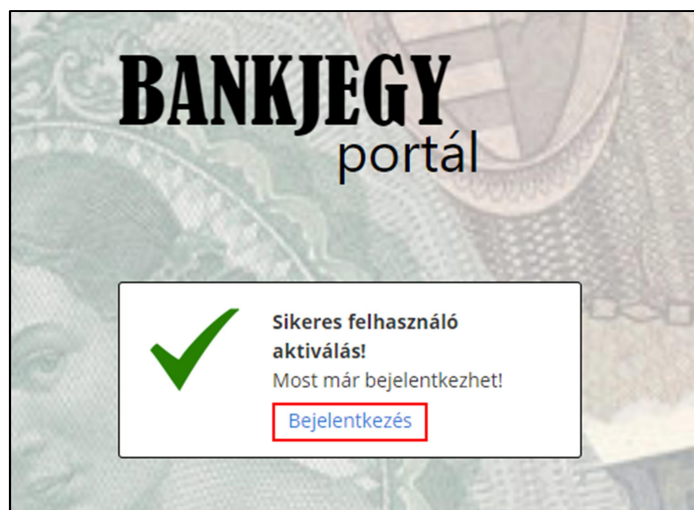 BANKJEGY
portál
Sikeres felhasználó
aktiválás!
Most már bejelentkezhet!
Bejelentkezés